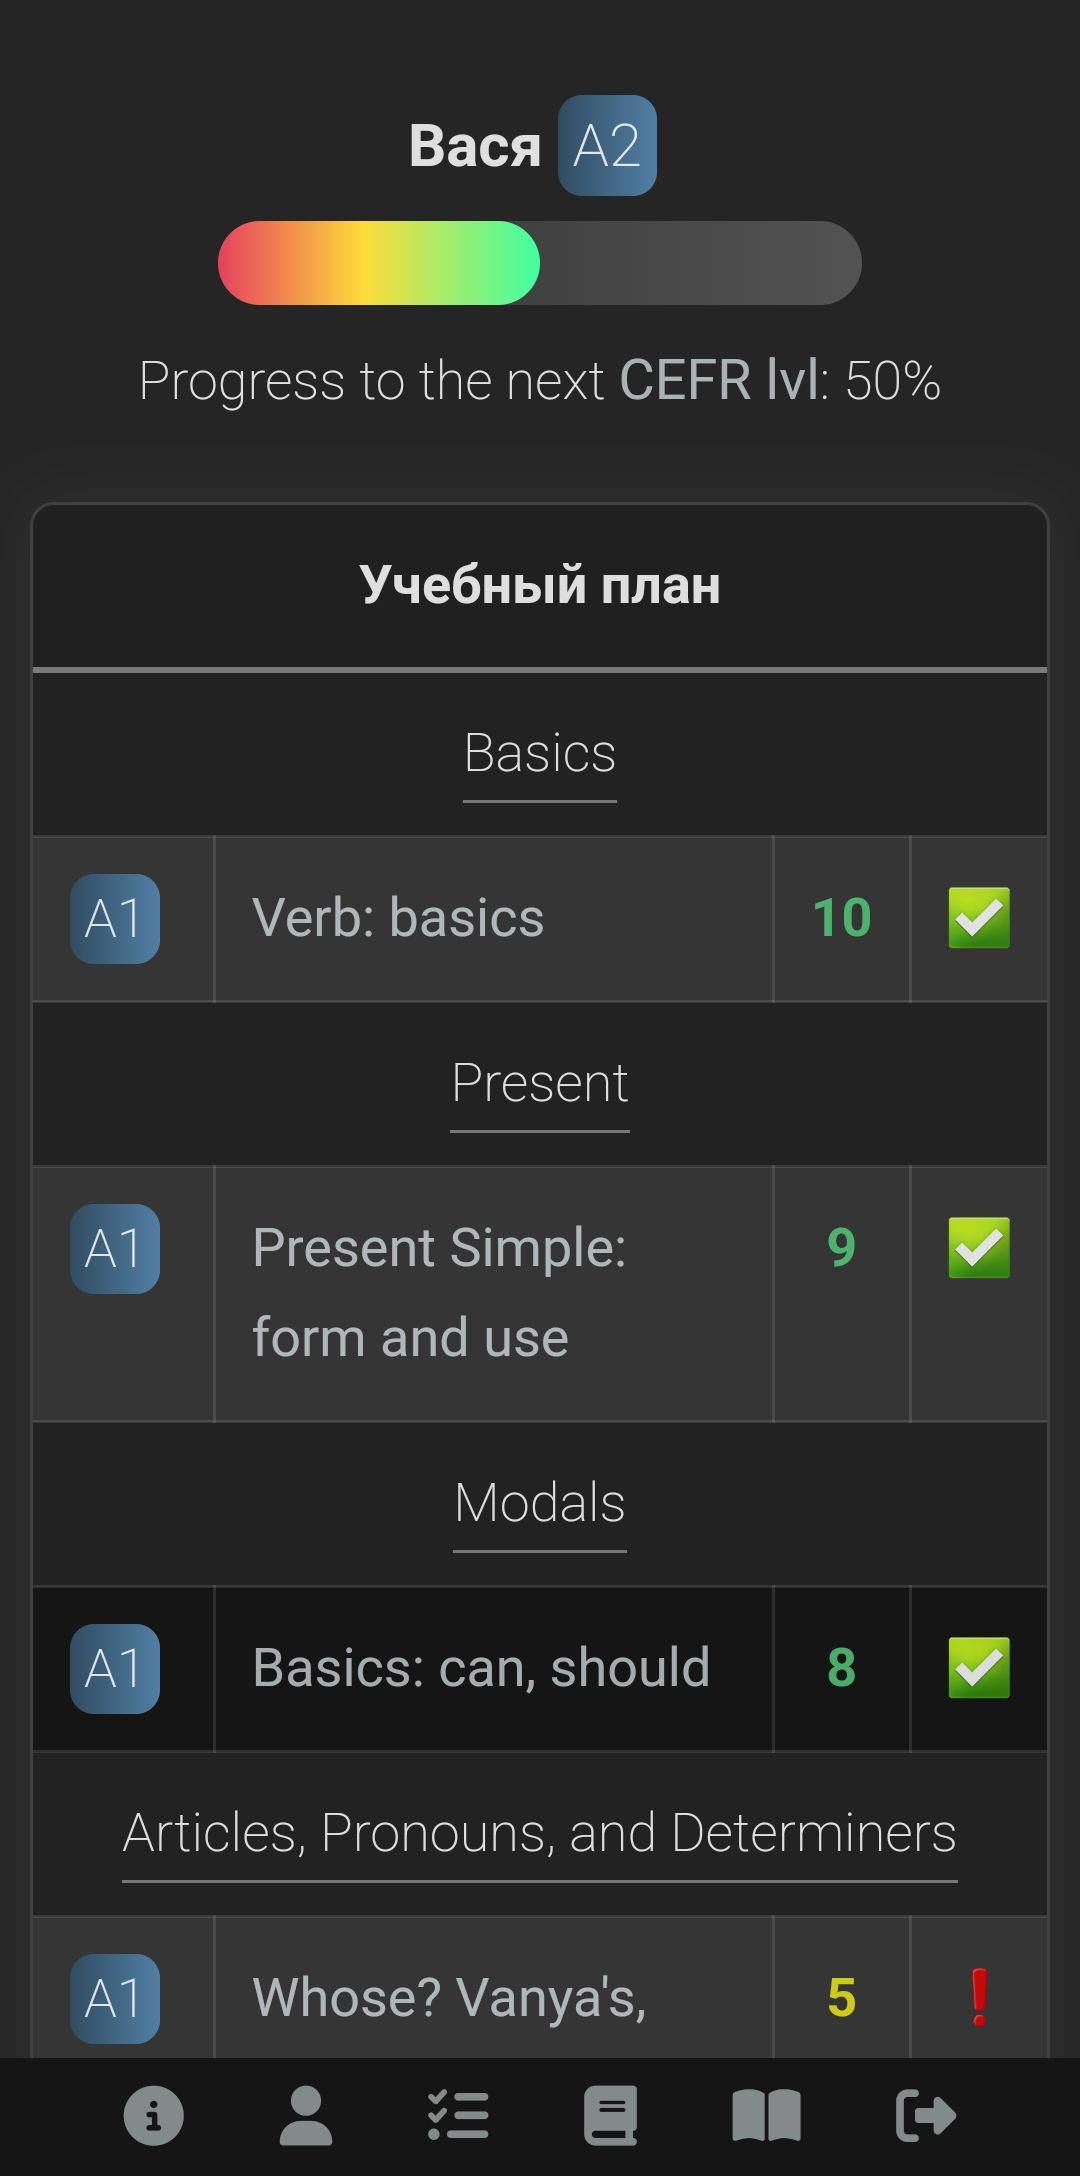 Вася A2
Progress to the next CEFR lvl: 50%
Учебный план
Basics
A1 Verb: basics 10
Present
A1 Present Simple: 9
form and use
Modals
A1 Basics: can, should 8
Articles, Pronouns, and Determiners
A1 Whose? Vanya's, 5